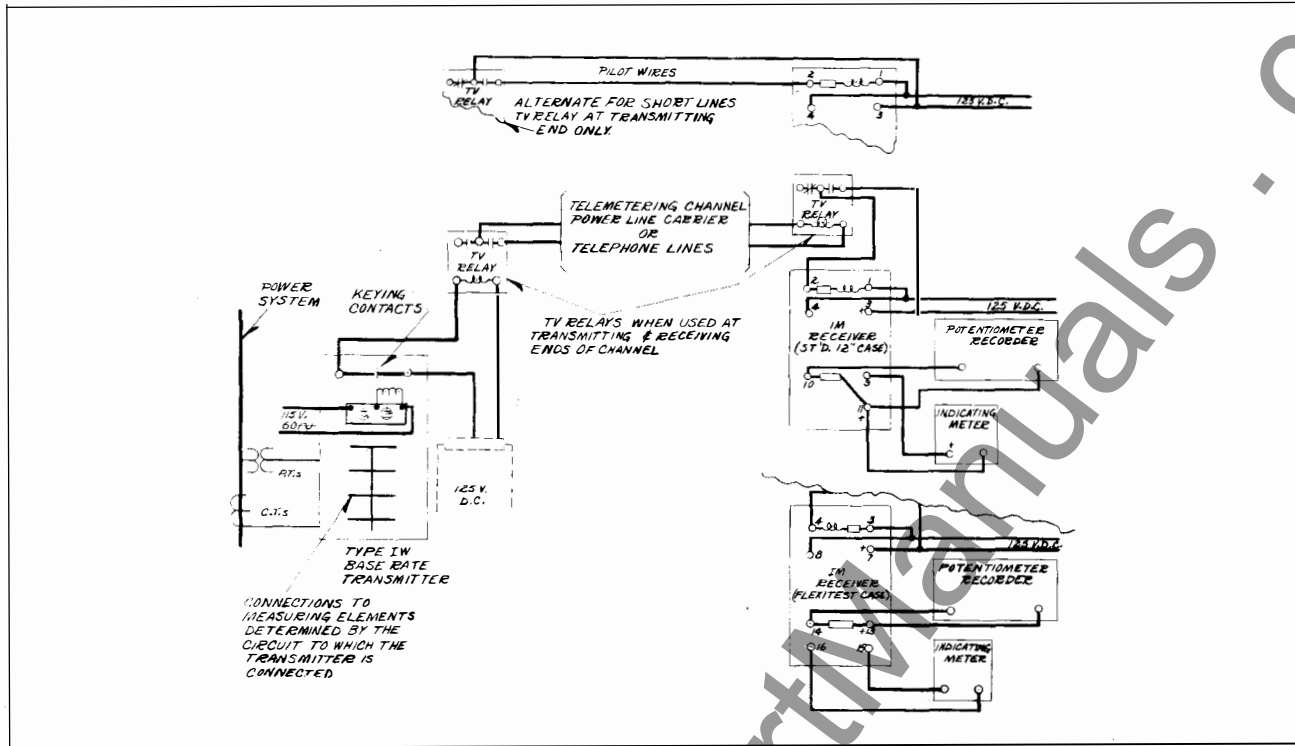 PILOT WIRES
TV
RELAY
ALTERNATE FOR SHORT LINES
TV RELAY AT TRANSMITTING
END ONLY.
2
1
4
3
125 V.D.C.
TELEMETERING CHANNEL
POWER LINE CARRIER
OR
TELEPHONE LINES
TV
RELAY
TV
RELAY
POWER
SYSTEM
KEYING
CONTACTS
TV RELAYS WHEN USED AT
TRANSMITTING & RECEIVING
ENDS OF CHANNEL
2
1
4
+
125 V.D.C.
IM
RECEIVER
(ST'D. 12" CASE)
POTENTIOMETER
RECORDER
10
11
+
INDICATING
METER
+
115 V.
60~
P.T.s
C.T.s
125 V.
D.C.
TYPE IW
BASE RATE
TRANSMITTER
CONNECTIONS TO
MEASURING ELEMENTS
DETERMINED BY THE
CIRCUIT TO WHICH THE
TRANSMITTER IS
CONNECTED
4
3
8
+
7
125 V.D.C.
IM
RECEIVER
(FLEXITEST CASE)
POTENTIOMETER
RECORDER
14
+13
16
15
INDICATING
METER
rtManuals . c